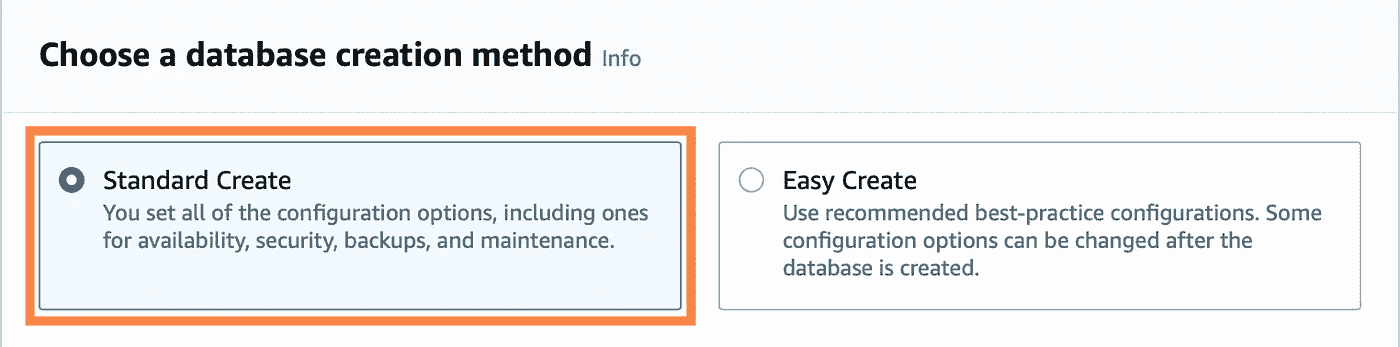 Choose a database creation method Info
Standard Create
You set all of the configuration options, including ones
for availability, security, backups, and maintenance.
Easy Create
Use recommended best-practice configurations. Some
configuration options can be changed after the
database is created.